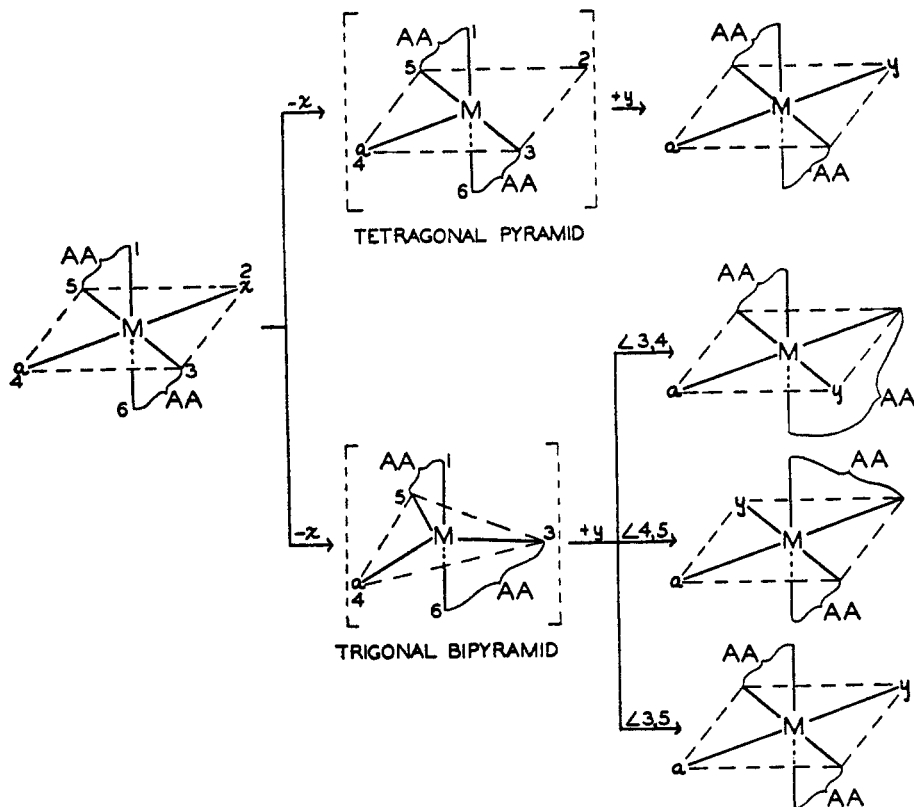 AA 1
5 2
M
a 4 3
6 AA
TETRAGONAL PYRAMID
-x
+y
y
AA
M
a
AA
AA 1
5 2
x
M
a 4 3
6 AA
-x
AA 1
5
M 3
a 4
6 AA
TRIGONAL BIPYRAMID
+y
∠3,4
AA
M
a y
AA
∠4,5
AA
y
M
a
AA
∠3,5
AA
y
M
a
AA